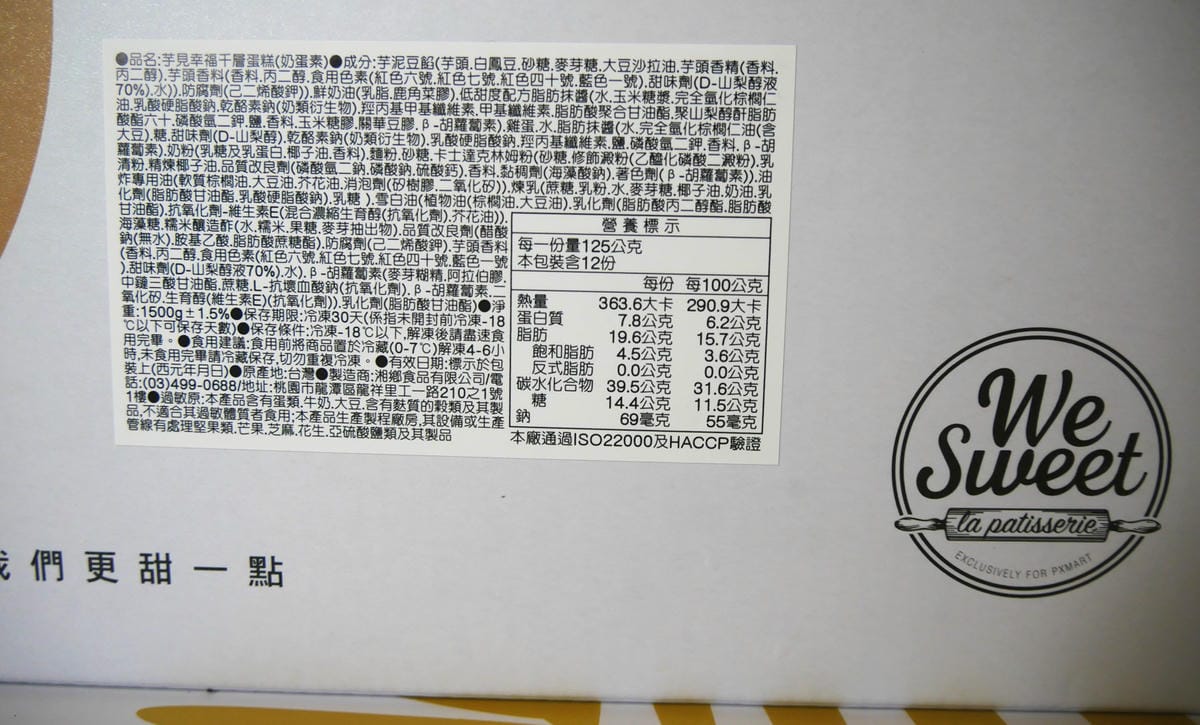 ●品名:芋見幸福千層蛋糕(奶蛋素)●成分:芋泥豆餡(芋頭.白鳳豆.砂糖.麥芽糖.大豆沙拉油.芋頭香精(香料.
丙二醇).芋頭香料(香料.丙二醇.食用色素(紅色六號.紅色七號.紅色四十號.藍色一號).甜味劑(D-山梨醇液
70%).水)).防腐劑(己二烯酸鉀)).鮮奶油(乳脂.鹿角菜膠).低甜度配方脂肪抹醬(水.玉米糖漿.完全氫化棕櫚仁
油.乳酸硬脂酸鈉.乾酪素鈉(奶類衍生物).羥丙基甲基纖維素.甲基纖維素.脂肪酸聚合甘油酯.聚山梨醇酐脂肪
酸酯六十.磷酸氫二鉀.鹽.香料.玉米糖膠.關華豆膠.β-胡蘿蔔素).雞蛋.水.脂肪抹醬(水.完全氫化棕櫚仁油(含
大豆).糖.甜味劑(D-山梨醇).乾酪素鈉(奶類衍生物).乳酸硬脂酸鈉.羥丙基纖維素.鹽.磷酸氫二鉀.香料.β-胡
蘿蔔素).奶粉(乳糖及乳蛋白.椰子油.香料).麵粉.砂糖.卡士達克林姆粉(砂糖.修飾澱粉(乙醯化磷酸二澱粉).乳
清粉.精煉椰子油.品質改良劑(磷酸氫二鈉.磷酸鈉.硫酸鈣).香料.黏稠劑(海藻酸鈉).著色劑(β-胡蘿蔔素)).油
炸專用油(軟質棕櫚油.大豆油.芥花油.消泡劑(矽樹膠.二氧化矽)).煉乳(蔗糖.乳粉.水.麥芽糖.椰子油.奶油.乳
化劑(脂肪酸甘油酯.乳酸硬脂酸鈉).乳糖).雪白油(植物油(棕櫚油.大豆油).乳化劑(脂肪酸丙二醇酯.脂肪酸
甘油酯).抗氧化劑-維生素E(混合濃縮生育醇(抗氧化劑).芥花油)).
海藻糖.糯米釀造酢(水.糯米.果糖.麥芽抽出物).品質改良劑(醋酸
鈉(無水).胺基乙酸.脂肪酸蔗糖酯).防腐劑(己二烯酸鉀).芋頭香料
(香料.丙二醇.食用色素(紅色六號.紅色七號.紅色四十號.藍色一號
).甜味劑(D-山梨醇液70%).水).β-胡蘿蔔素(麥芽糊精.阿拉伯膠.
中鏈三酸甘油酯.蔗糖.L-抗壞血酸鈉(抗氧化劑).β-胡蘿蔔素.二
氧化矽.生育醇(維生素E)(抗氧化劑)).乳化劑(脂肪酸甘油酯)●淨
重:1500g±1.5%●保存期限:冷凍30天(係指未開封前冷凍-18
℃以下可保存天數)●保存條件:冷凍-18℃以下,解凍後請盡速食
用完畢。●食用建議:食用前將商品置於冷藏(0-7℃)解凍4-6小
時,未食用完畢請冷藏保存,切勿重複冷凍。●有效日期:標示於包
裝上(西元年月日)●原產地:台灣●製造商:湘鄉食品有限公司/電
話:(03)499-0688/地址:桃園市龍潭區龍祥里工一路210之1號
1樓●過敏原:本產品含有蛋類.牛奶.大豆.含有麩質的穀類及其製
品,不適合其過敏體質者食用;本產品生產製程廠房,其設備或生產
管線有處理堅果類.芒果.芝麻.花生.亞硫酸鹽類及其製品
營養標示
每一份量125公克
本包裝含12份
每份 每100公克
熱量 363.6大卡 290.9大卡
蛋白質 7.8公克 6.2公克
脂肪 19.6公克 15.7公克
飽和脂肪 4.5公克 3.6公克
反式脂肪 0.0公克 0.0公克
碳水化合物 39.5公克 31.6公克
糖 14.4公克 11.5公克
鈉 69毫克 55毫克
本廠通過ISO22000及HACCP驗證
We
Sweet
la patisserie
EXCLUSIVELY FOR PXMART
我們更甜一點